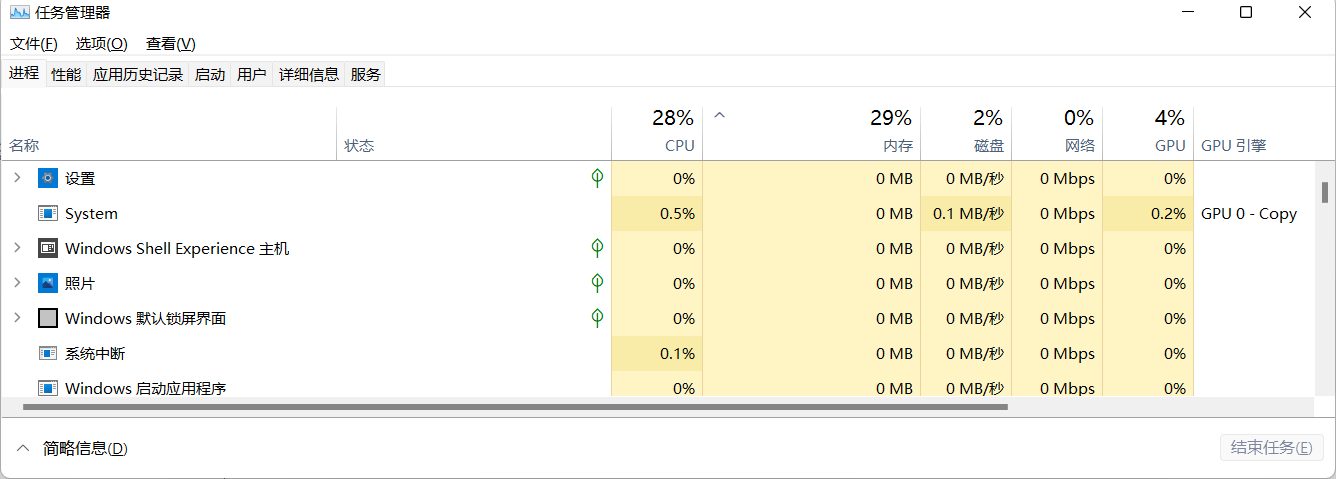 任务管理器
文件(F) 选项(O) 查看(V)
进程 性能 应用历史记录 启动 用户 详细信息 服务
28% 29% 2% 0% 4%
名称 状态 CPU 内存 磁盘 网络 GPU GPU 引擎
设置 0% 0 MB 0 MB/秒 0 Mbps 0%
System 0.5% 0 MB 0.1 MB/秒 0 Mbps 0.2% GPU 0 - Copy
Windows Shell Experience 主机 0% 0 MB 0 MB/秒 0 Mbps 0%
照片 0% 0 MB 0 MB/秒 0 Mbps 0%
Windows 默认锁屏界面 0% 0 MB 0 MB/秒 0 Mbps 0%
系统中断 0.1% 0 MB 0 MB/秒 0 Mbps 0%
Windows 启动应用程序 0% 0 MB 0 MB/秒 0 Mbps 0%
简略信息(D) 结束任务(E)